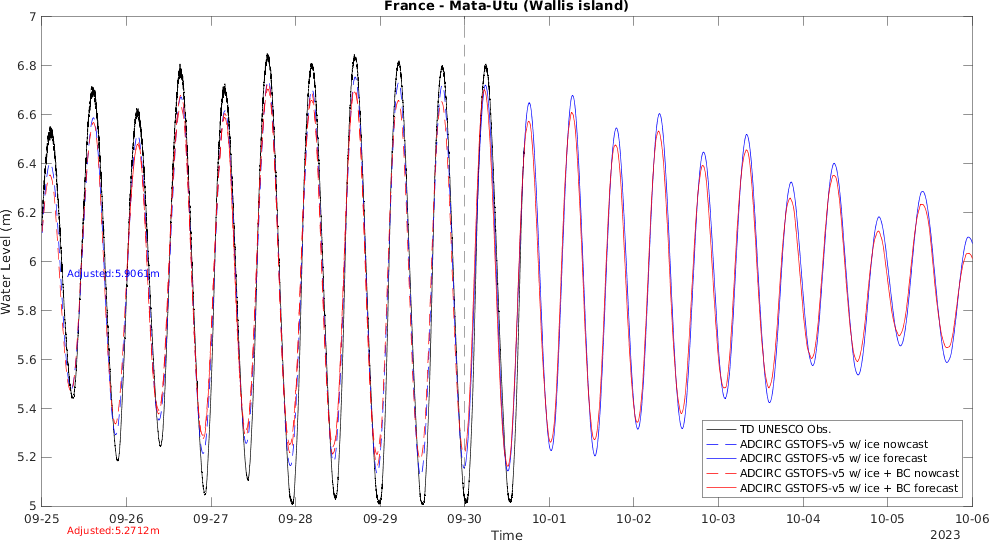 France - Mata-Utu (Wallis island)
7
6.8
6.6
6.4
6.2
6
5.8
5.6
5.4
5.2
5
Water Level (m)
Adjusted:5.9061m
Adjusted:5.2712m
TD UNESCO Obs.
ADCIRC GSTOFS-v5 w/ ice nowcast
ADCIRC GSTOFS-v5 w/ ice forecast
ADCIRC GSTOFS-v5 w/ ice + BC nowcast
ADCIRC GSTOFS-v5 w/ ice + BC forecast
09-25 09-26 09-27 09-28 09-29 09-30 10-01 10-02 10-03 10-04 10-05 10-06
Time
2023